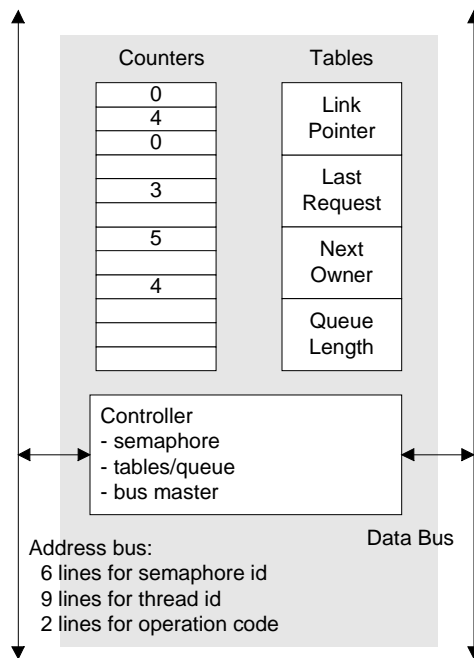 Counters
Tables
0
4
0
3
5
4
Link
Pointer
Last
Request
Next
Owner
Queue
Length
Controller
- semaphore
- tables/queue
- bus master
Data Bus
Address bus:
6 lines for semaphore id
9 lines for thread id
2 lines for operation code